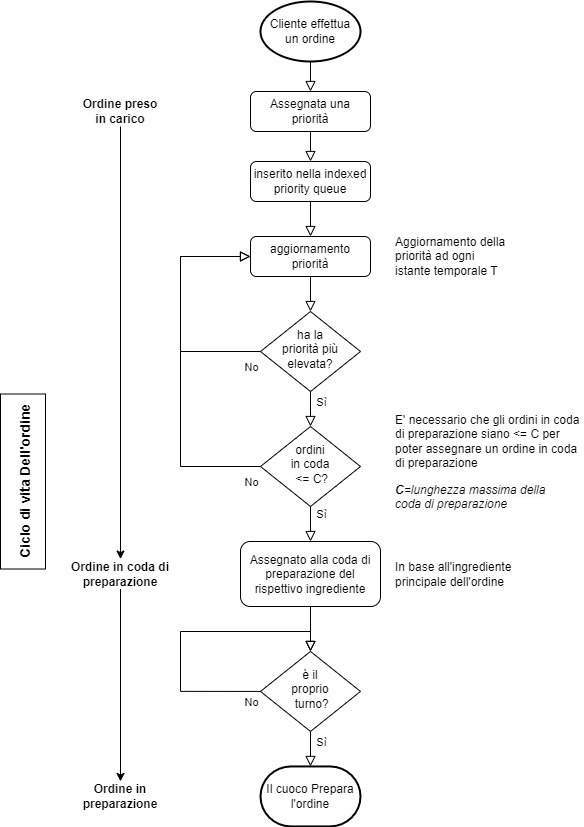 Cliente effettua
un ordine
Ordine preso
in carico
Assegnata una
priorità
inserito nella indexed
priority queue
aggiornamento
priorità
Aggiornamento della
priorità ad ogni
istante temporale T
ha la
priorità più
elevata?
No
Sì
Ciclo di vita Dell'ordine
ordini
in coda
<= C?
No
Sì
E' necessario che gli ordini in coda
di preparazione siano <= C per
poter assegnare un ordine in coda
di preparazione
C=lunghezza massima della
coda di preparazione
Ordine in coda di
preparazione
Assegnato alla coda di
preparazione del
rispettivo ingrediente
In base all'ingrediente
principale dell'ordine
è il
proprio
turno?
No
Sì
Ordine in
preparazione
Il cuoco Prepara
l'ordine